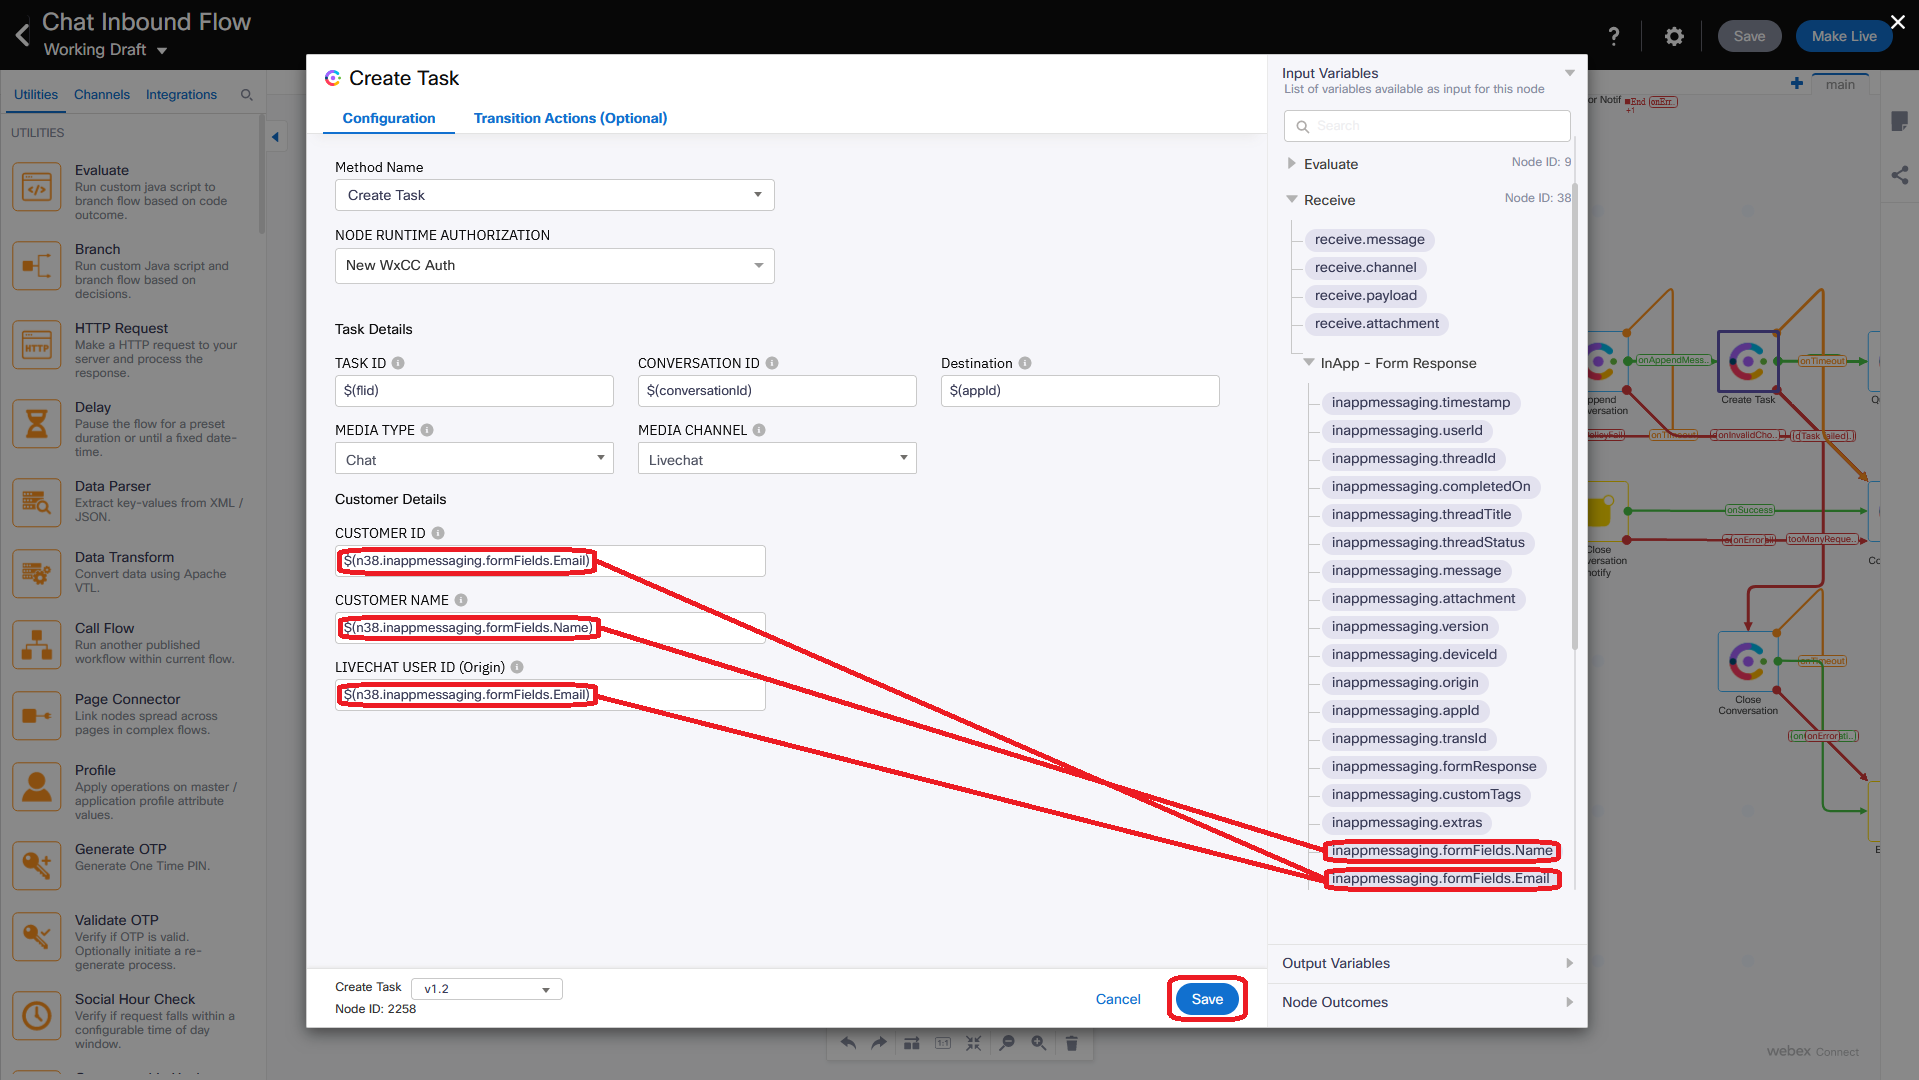 Chat Inbound Flow
Working Draft
?
Save
Make Live
Utilities
Channels
Integrations
UTILITIES
Evaluate
Run custom java script to
branch flow based on code
outcome.
Branch
Run custom Java script and
branch flow based on
decisions.
HTTP Request
Make a HTTP request to your
server and process the
response.
HTTP
Delay
Pause the flow for a preset
duration or until a fixed date-
time.
Data Parser
Extract key-values from XML /
JSON.
Data Transform
Convert data using Apache
VTL.
Call Flow
Run another published
workflow within current flow.
Page Connector
Link nodes spread across
pages in complex flows.
Profile
Apply operations on master /
application profile attribute
values.
Generate OTP
Generate One Time PIN.
Validate OTP
Verify if OTP is valid.
Optionally initiate a re-
generate process.
Social Hour Check
Verify if request falls within a
configurable time of day
window.
Create Task
Configuration
Transition Actions (Optional)
Method Name
Create Task
NODE RUNTIME AUTHORIZATION
New WxCC Auth
Task Details
TASK ID
CONVERSATION ID
Destination
$(flid)
$(conversationId)
$(appId)
MEDIA TYPE
MEDIA CHANNEL
Chat
Livechat
Customer Details
CUSTOMER ID
$(n38.inappmessaging.formFields.Email)
CUSTOMER NAME
$(n38.inappmessaging.formFields.Name)
LIVECHAT USER ID (Origin)
$(n38.inappmessaging.formFields.Email)
Create Task
v1.2
Node ID: 2258
Cancel
Save
Input Variables
List of variables available as input for this node
Search
Evaluate
Node ID: 9
Receive
Node ID: 38
receive.message
receive.channel
receive.payload
receive.attachment
InApp - Form Response
inappmessaging.timestamp
inappmessaging.userId
inappmessaging.threadId
inappmessaging.completedOn
inappmessaging.threadTitle
inappmessaging.threadStatus
inappmessaging.message
inappmessaging.attachment
inappmessaging.version
inappmessaging.deviceId
inappmessaging.origin
inappmessaging.appId
inappmessaging.transId
inappmessaging.formResponse
inappmessaging.customTags
inappmessaging.extras
inappmessaging.formFields.Name
inappmessaging.formFields.Email
Output Variables
Node Outcomes
main
or Notif
End
onErr..
+1
onAppendMess..
onTimeout
Create Task
onTimeout
onInvalidCho..
onSuccess
onError
tooManyReque..
Close
onTimeout
Close
Conversation
onError
1:1
webex Connect